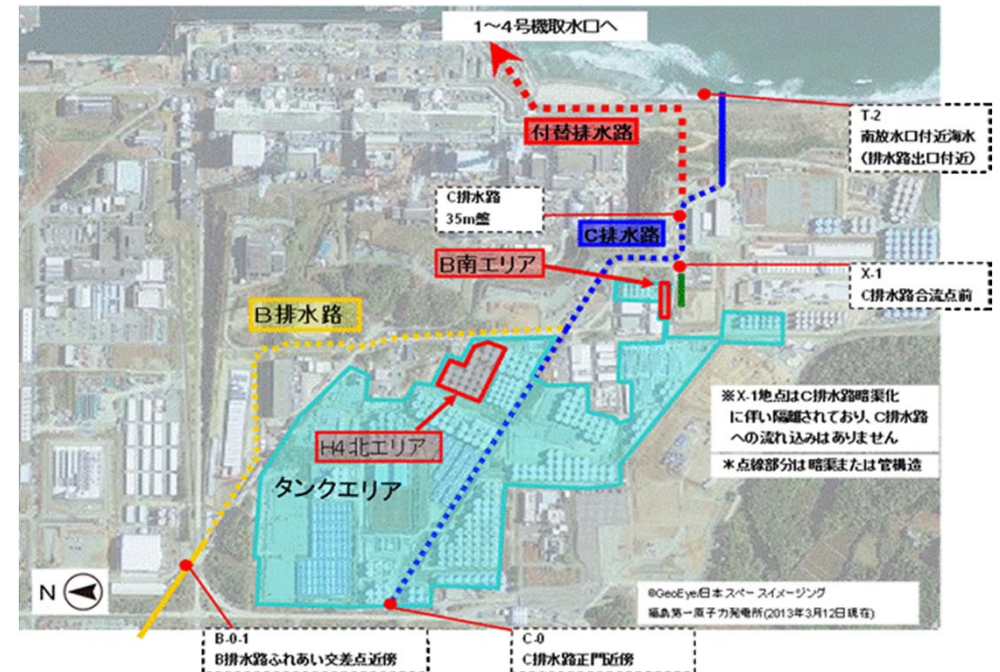 1～4号機取水口へ
付替排水路
T-2
南放水口付近海水
(排水路出口付近)
C排水路
35m盤
C排水路
B南エリア
X-1
C排水路合流点前
B排水路
※X-1地点はC排水路暗渠化
に伴い隔離されており、C排水路
への流れ込みはありません
*点線部分は暗渠または管構造
H4北エリア
タンクエリア
N
©GeoEye/日本スペースイメージング
福島第一原子力発電所(2013年3月12日現在)
B-0-1
B排水路ふれあい交差点近傍
C-0
C排水路正門近傍